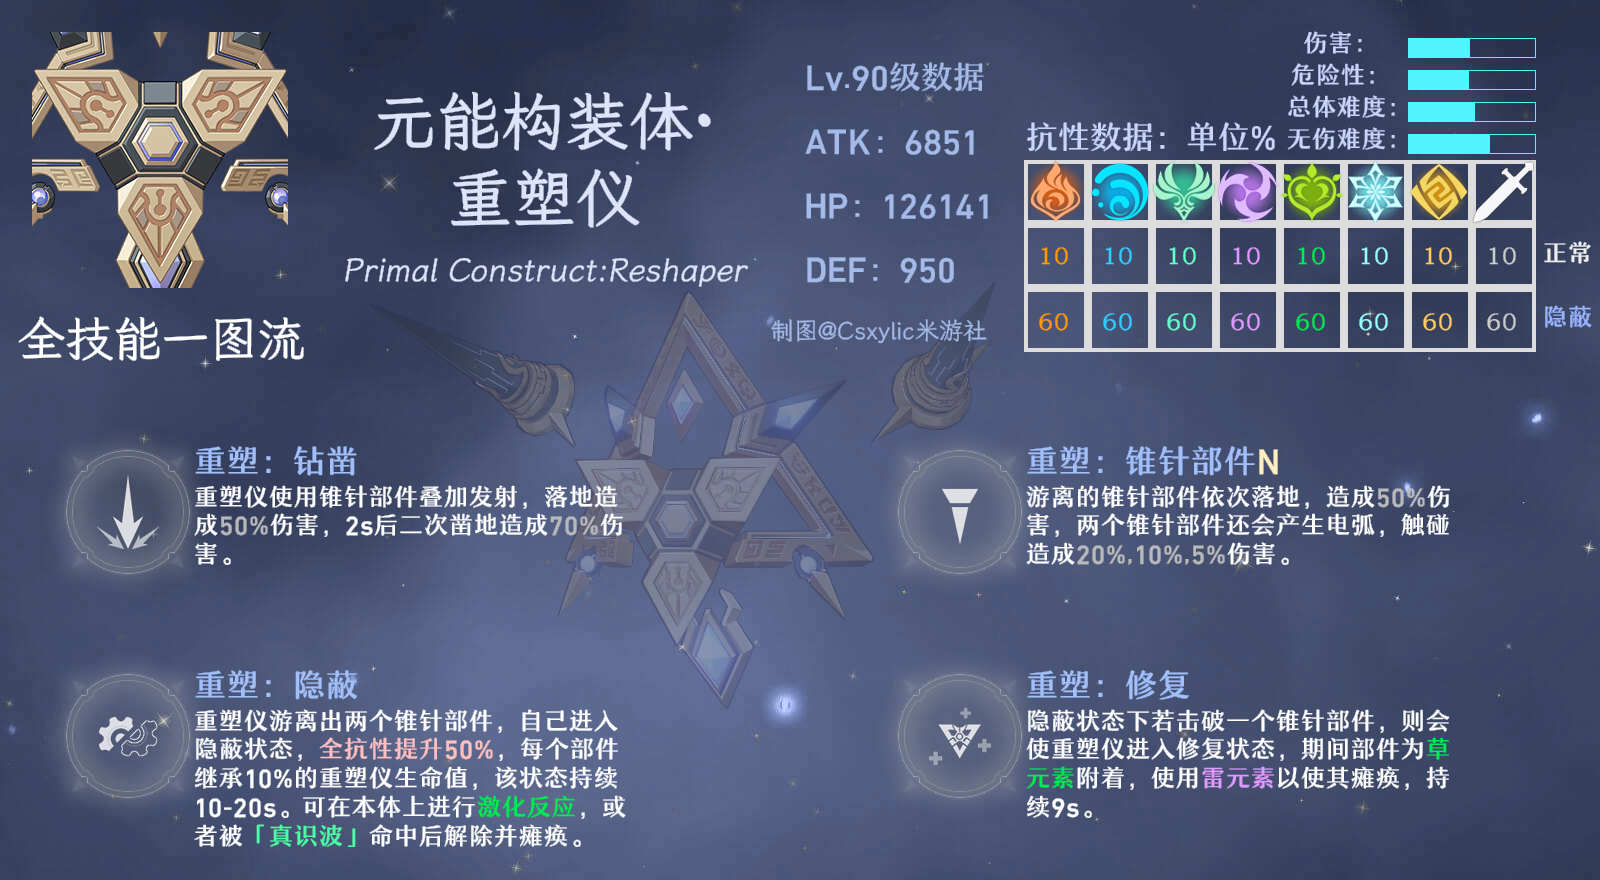 元能构装体·
重塑仪
Primal Construct:Reshaper
全技能一图流
Lv.90级数据
ATK：6851
HP：126141
DEF：950
制图@Csxylic米游社
伤害：
危险性：
总体难度：
无伤难度：
抗性数据：单位%
10 10 10 10 10 10 10 10 正常
60 60 60 60 60 60 60 60 隐蔽
重塑：钻凿
重塑仪使用锥针部件叠加发射，落地造
成50%伤害，2s后二次凿地造成70%伤
害。
重塑：锥针部件N
游离的锥针部件依次落地，造成50%伤
害，两个锥针部件还会产生电弧，触碰
造成20%,10%,5%伤害。
重塑：隐蔽
重塑仪游离出两个锥针部件，自己进入
隐蔽状态，全抗性提升50%，每个部件
继承10%的重塑仪生命值，该状态持续
10-20s。可在本体上进行激化反应，或
者被「真识波」命中后解除并瘫痪。
重塑：修复
隐蔽状态下若击破一个锥针部件，则会
使重塑仪进入修复状态，期间部件为草
元素附着，使用雷元素以使其瘫痪，持
续9s。